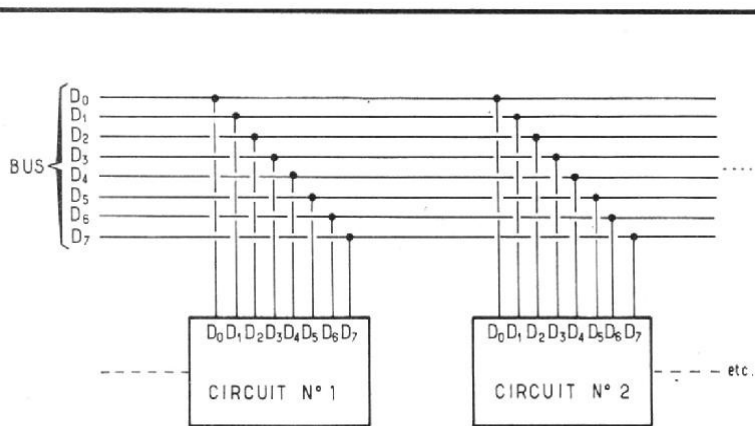 D₀
D₁
D₂
BUS D₃
D₄
D₅
D₆
D₇
D₀ D₁ D₂ D₃ D₄ D₅ D₆ D₇ D₀ D₁ D₂ D₃ D₄ D₅ D₆ D₇
etc.
CIRCUIT N° 1 CIRCUIT N° 2